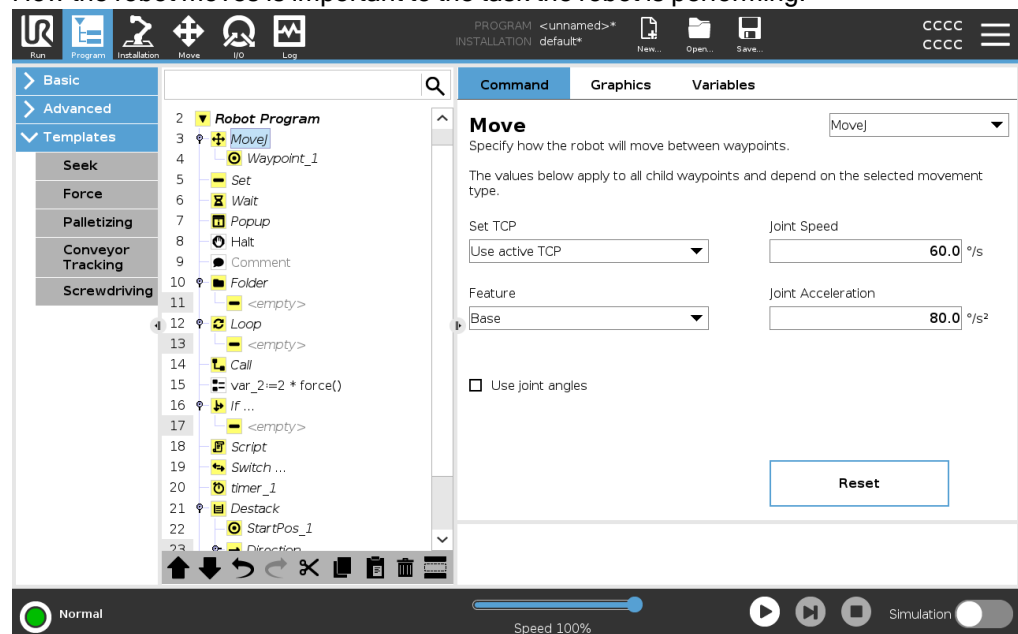 How the robot moves is important to the task the robot is performing.
UR
Run
Program
Installation
Move
I/O
Log
PROGRAM <unnamed>*
INSTALLATION default*
New...
Open...
Save...
CCCC
CCCC
Basic
Advanced
Templates
Seek
Force
Palletizing
Conveyor
Tracking
Screwdriving
2 Robot Program
3 MoveJ
4 Waypoint_1
5 Set
6 Wait
7 Popup
8 Halt
9 Comment
10 Folder
11 <empty>
12 Loop
13 <empty>
14 Call
15 var_2:=2 * force()
16 If ...
17 <empty>
18 Script
19 Switch ...
20 timer_1
21 Destack
22 StartPos_1
23 Direction
Command Graphics Variables
Move
MoveJ
Specify how the robot will move between waypoints.
The values below apply to all child waypoints and depend on the selected movement
type.
Set TCP
Joint Speed
Use active TCP
60.0 °/s
Feature
Joint Acceleration
Base
80.0 °/s²
Use joint angles
Reset
Normal
Speed 100%
Simulation